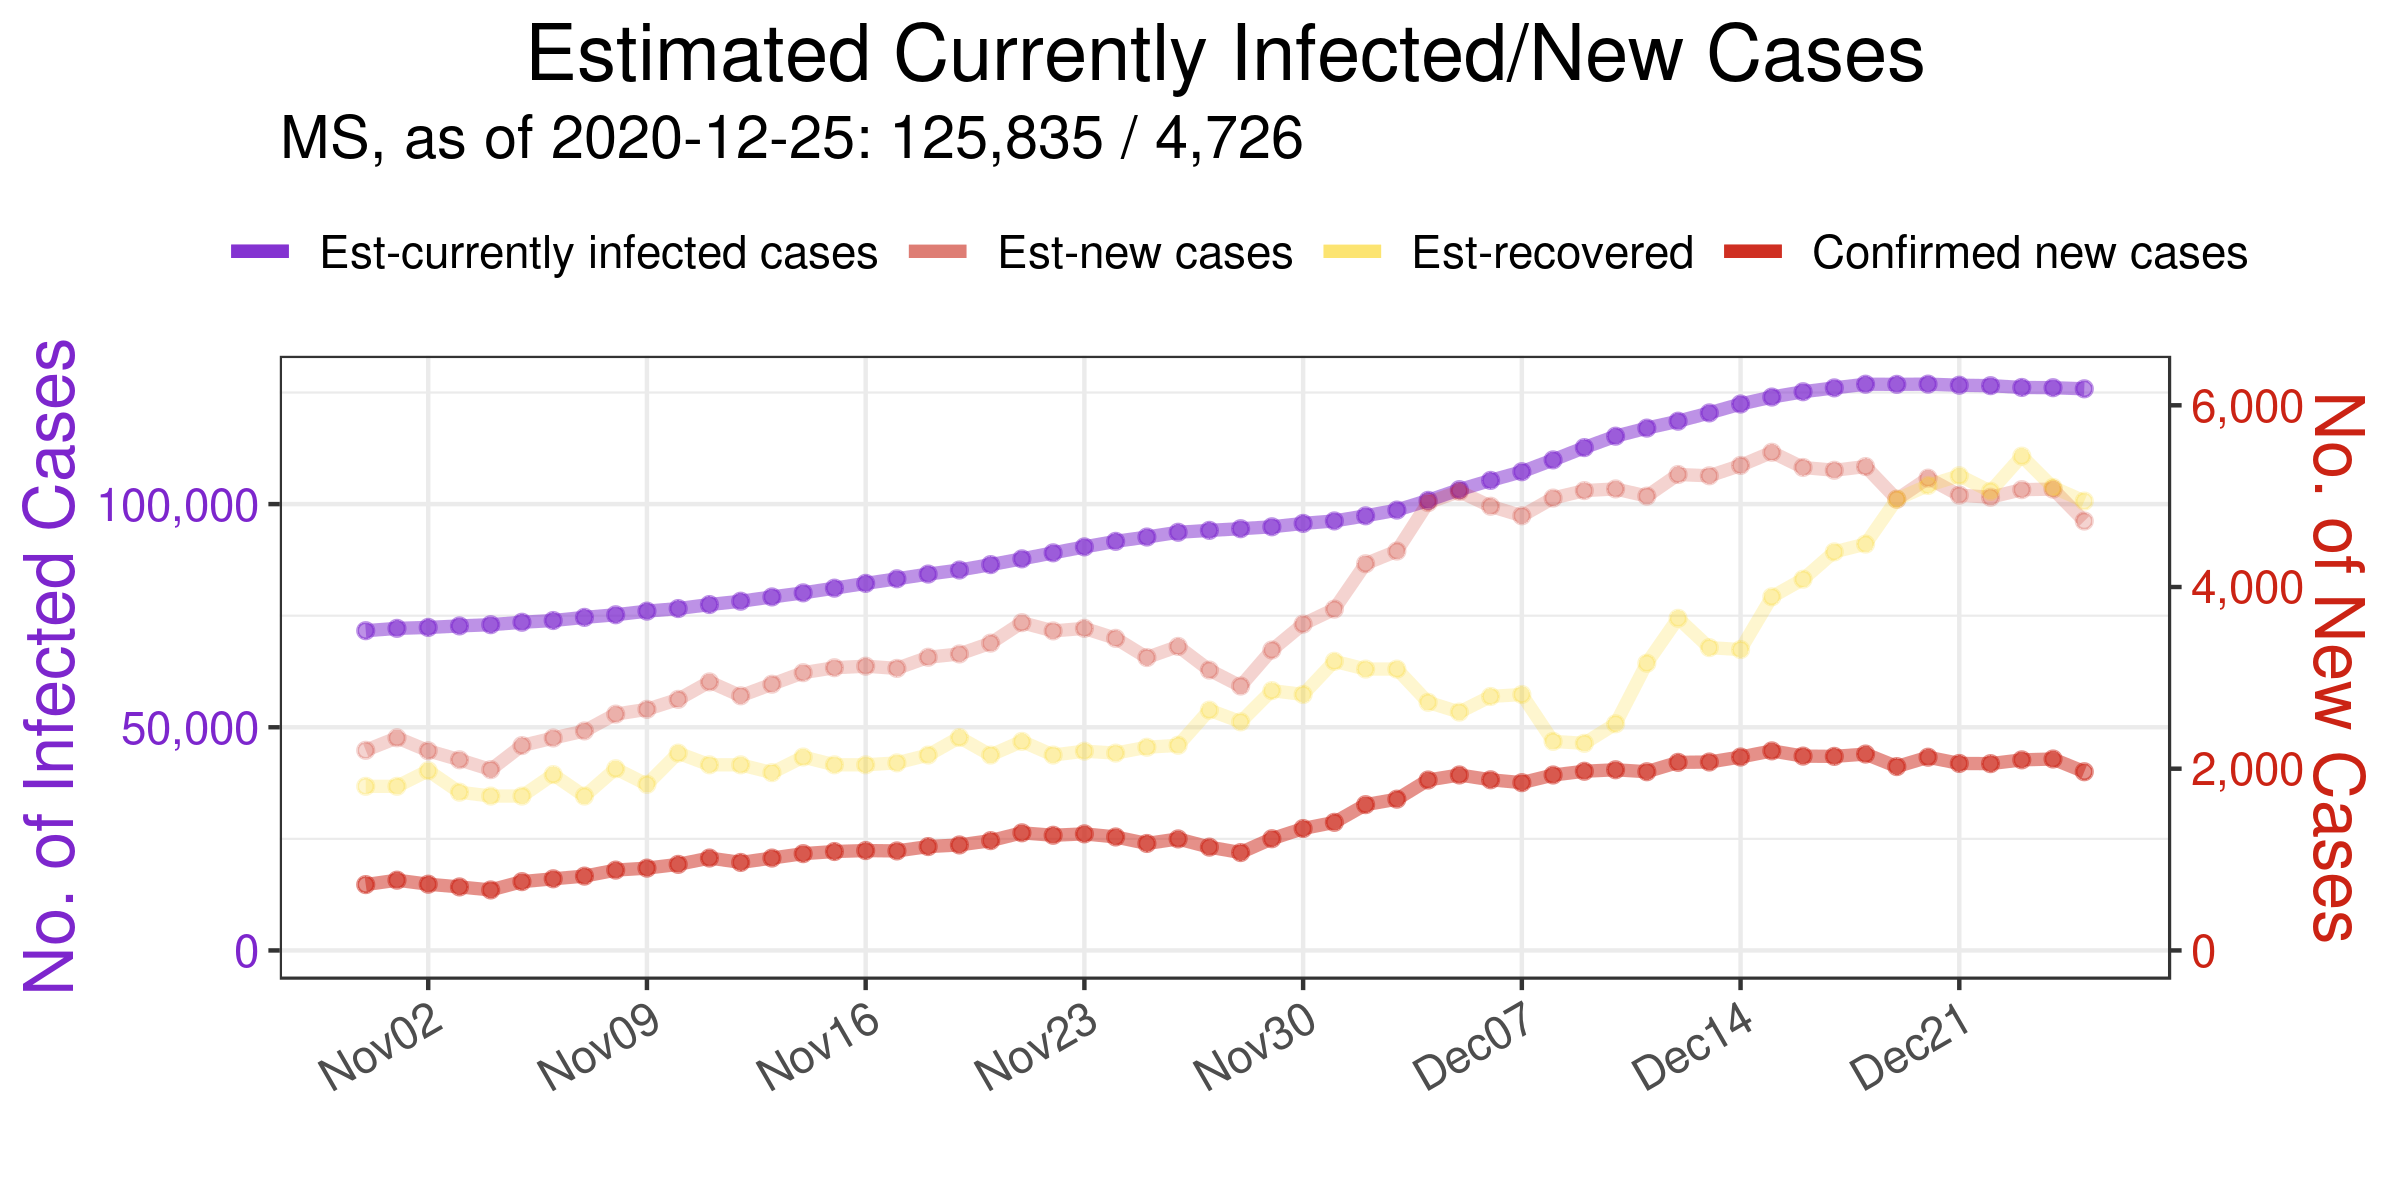 Estimated Currently Infected/New Cases
MS, as of 2020-12-25: 125,835 / 4,726
Est-currently infected cases Est-new cases Est-recovered Confirmed new cases
No. of Infected Cases
100,000
50,000
0
6,000
4,000
2,000
0
No. of New Cases
Nov02 Nov09 Nov16 Nov23 Nov30 Dec07 Dec14 Dec21